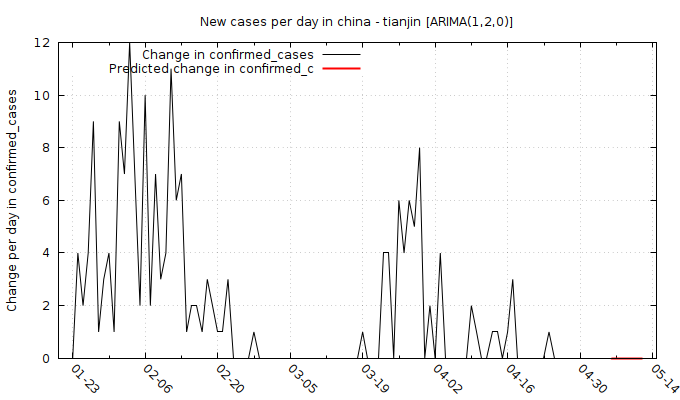 New cases per day in china - tianjin [ARIMA(1,2,0)]
Change in confirmed_cases
Predicted change in confirmed_c
Change per day in confirmed_cases
12
10
8
6
4
2
0
01-23 02-06 02-20 03-05 03-19 04-02 04-16 04-30 05-14